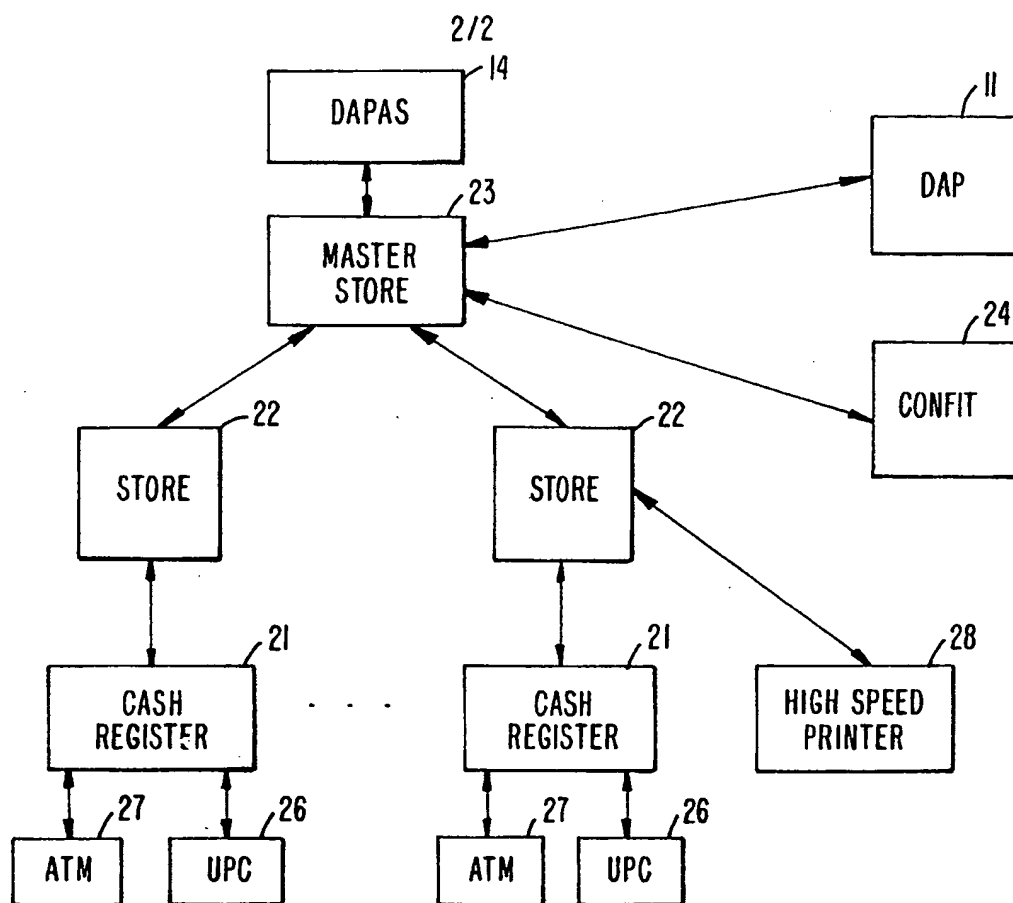 2/2
14
DAPAS
11
DAP
23
MASTER
STORE
24
CONFIT
22
STORE
22
STORE
21
CASH
REGISTER
. . .
21
CASH
REGISTER
28
HIGH SPEED
PRINTER
27
ATM
26
UPC
27
ATM
26
UPC